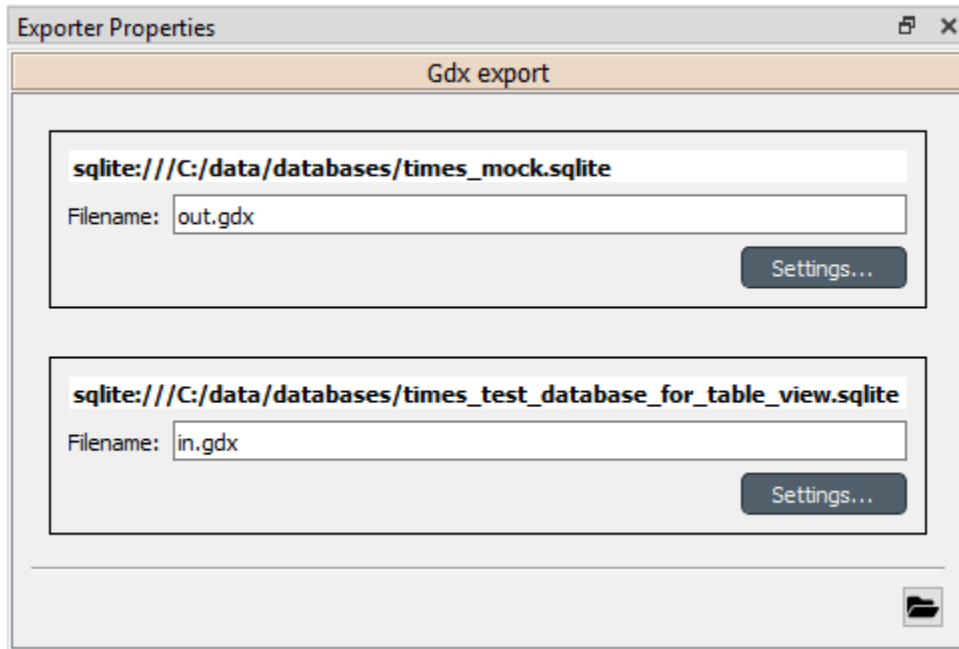 Exporter Properties
Gdx export
sqlite:///C:/data/databases/times_mock.sqlite
Filename: out.gdx
Settings...
sqlite:///C:/data/databases/times_test_database_for_table_view.sqlite
Filename: in.gdx
Settings...